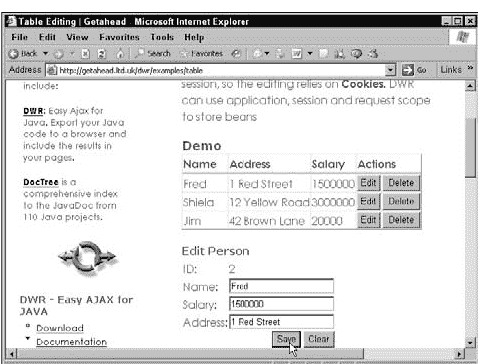 Table Editing | Getahead - Microsoft Internet Explorer
File Edit View Favorites Tools Help
Back Search Favorites
Address http://getahead.ltd.uk/dwr/examples/table Go Links »
include:
DWR: Easy Ajax for
Java. Export your Java
code to a browser and
include the results in
your pages.
DocTree is a
comprehensive index
to the JavaDoc from
110 Java projects.
DWR - Easy AJAX for
JAVA
Download
Documentation
session, so the editing relies on Cookies. DWR
can use application, session and request scope
to store beans
Demo
Name Address Salary Actions
Fred 1 Red Street 1500000 Edit Delete
Shiela 12 Yellow Road 3000000 Edit Delete
Jim 42 Brown Lane 20000 Edit Delete
Edit Person
ID: 2
Name: Fred
Salary: 1500000
Address: 1 Red Street
Save Clear